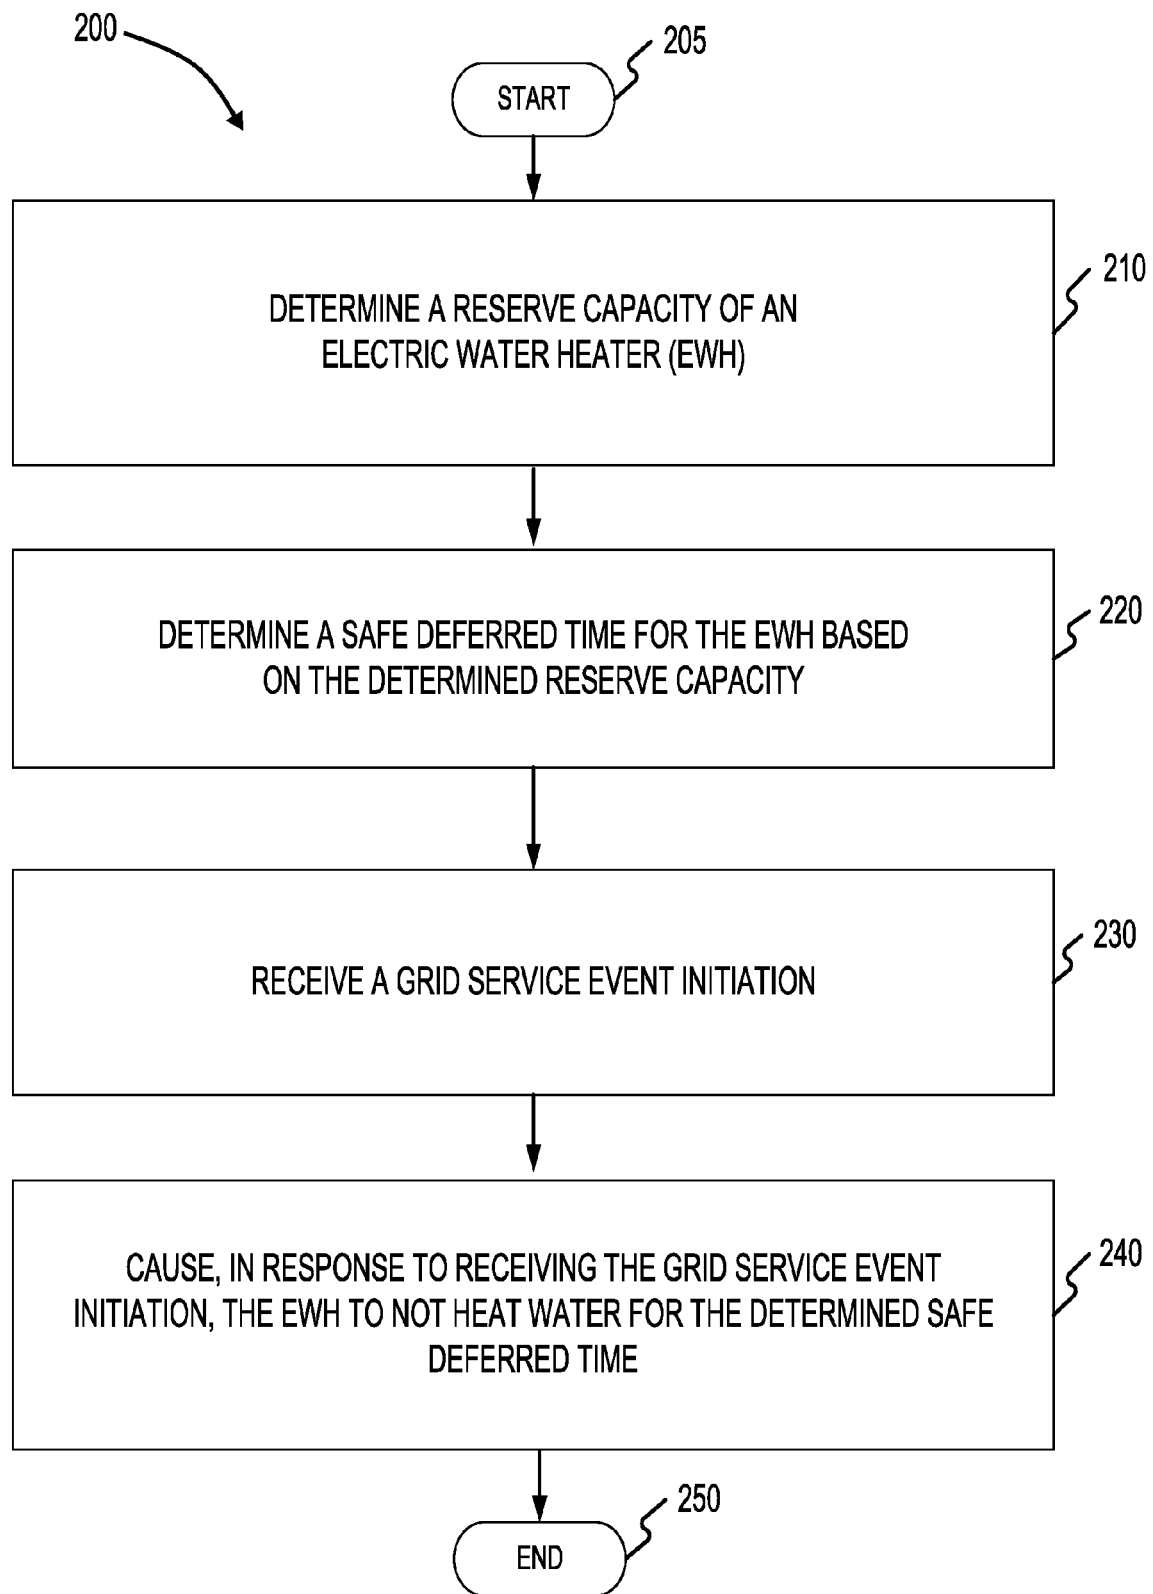 200
205
START
210
DETERMINE A RESERVE CAPACITY OF AN
ELECTRIC WATER HEATER (EWH)
220
DETERMINE A SAFE DEFERRED TIME FOR THE EWH BASED
ON THE DETERMINED RESERVE CAPACITY
230
RECEIVE A GRID SERVICE EVENT INITIATION
240
CAUSE, IN RESPONSE TO RECEIVING THE GRID SERVICE EVENT
INITIATION, THE EWH TO NOT HEAT WATER FOR THE DETERMINED SAFE
DEFERRED TIME
250
END